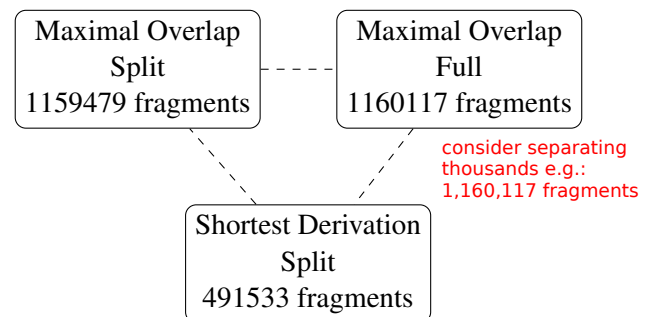 Maximal Overlap
Split
1159479 fragments
Maximal Overlap
Full
1160117 fragments
consider separating
thousands e.g.:
1,160,117 fragments
Shortest Derivation
Split
491533 fragments